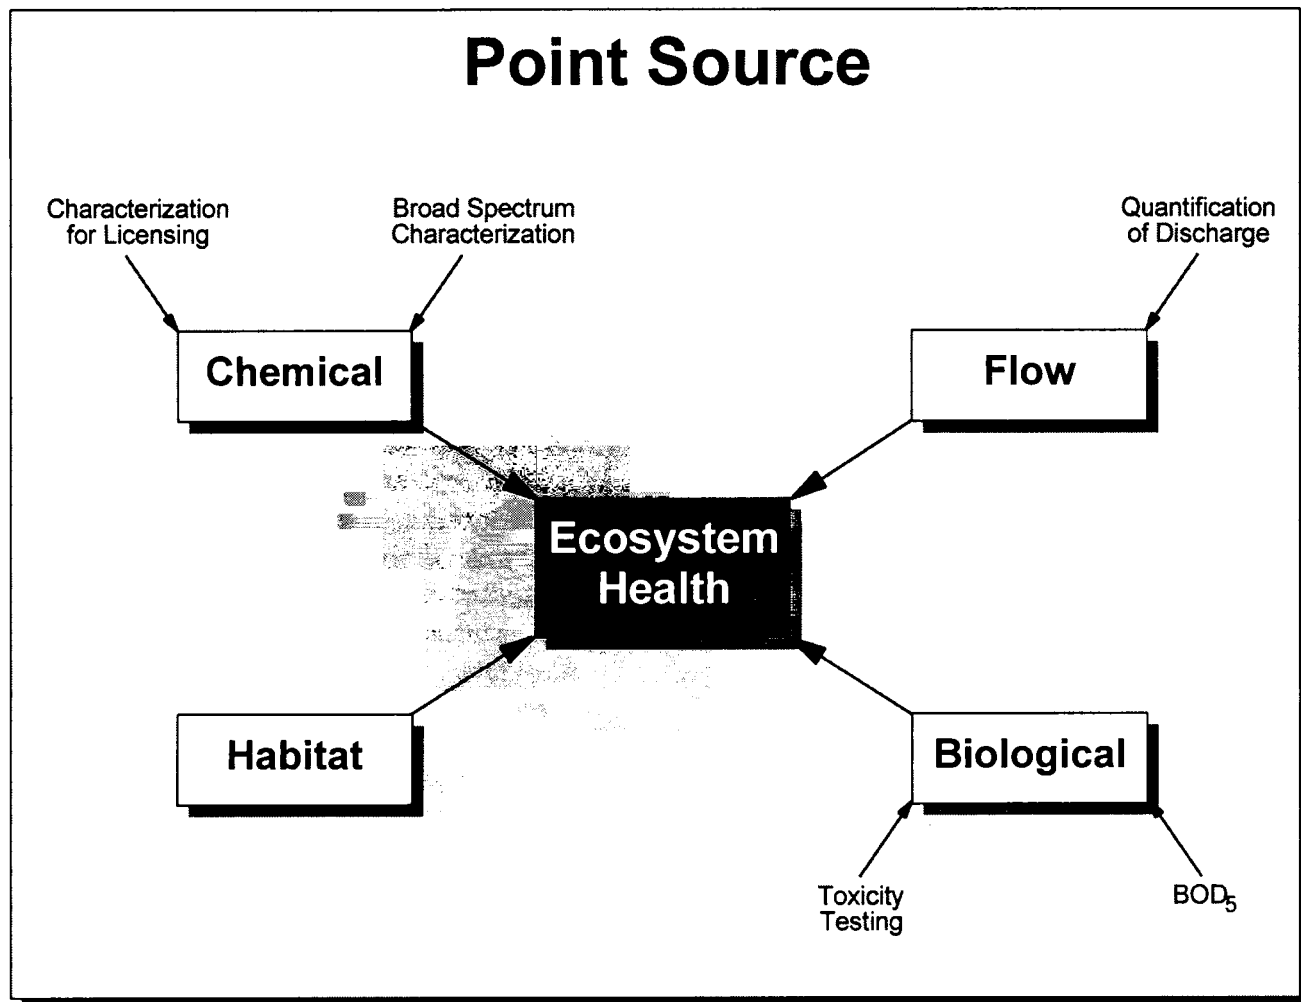 Point Source
Characterization
for Licensing
Broad Spectrum
Characterization
Quantification
of Discharge
Chemical
Flow
Ecosystem
Health
Habitat
Biological
Toxicity
Testing
BOD₅